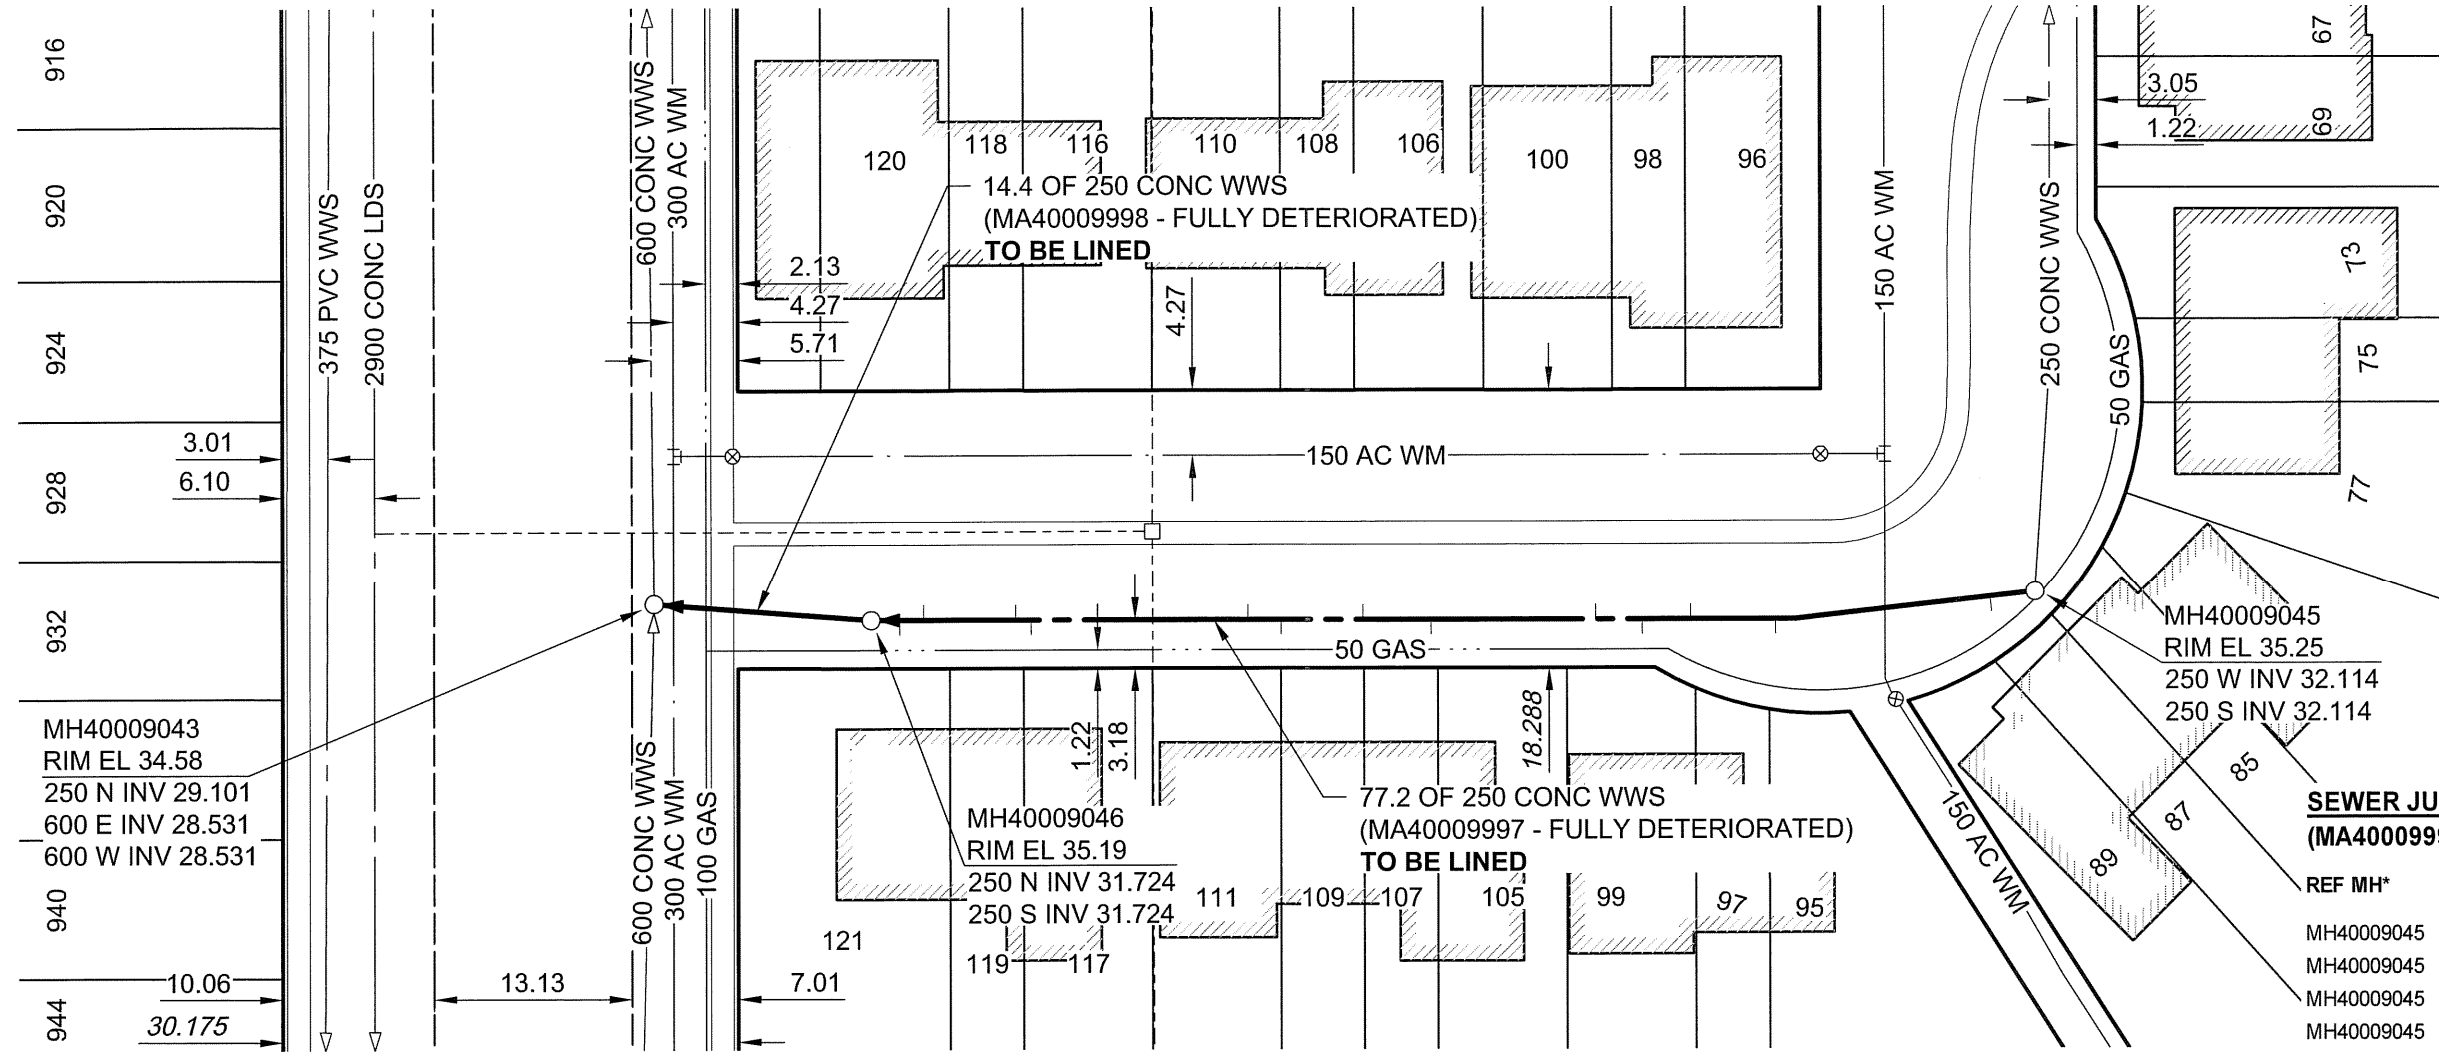 916
920
924
928
932
940
944
375 PVC WWS
2900 CONC LDS
600 CONC WWS
300 AC WM
3.01
6.10
10.06
30.175
13.13
7.01
2.13
4.27
5.71
120
118
116
110
108
106
100
98
96
14.4 OF 250 CONC WWS
(MA40009998 - FULLY DETERIORATED)
TO BE LINED
4.27
150 AC WM
150 AC WM
250 CONC WWS
50 GAS
3.05
1.22
67
69
73
75
77
50 GAS
MH40009043
RIM EL 34.58
250 N INV 29.101
600 E INV 28.531
600 W INV 28.531
600 CONC WWS
300 AC WM
100 GAS
1.22
3.18
18.288
MH40009046
RIM EL 35.19
250 N INV 31.724
250 S INV 31.724
77.2 OF 250 CONC WWS
(MA40009997 - FULLY DETERIORATED)
TO BE LINED
121
119
117
111
109
107
105
99
97
95
MH40009045
RIM EL 35.25
250 W INV 32.114
250 S INV 32.114
150 AC WM
85
87
89
SEWER JU
(MA4000999
REF MH*
MH40009045
MH40009045
MH40009045
MH40009045